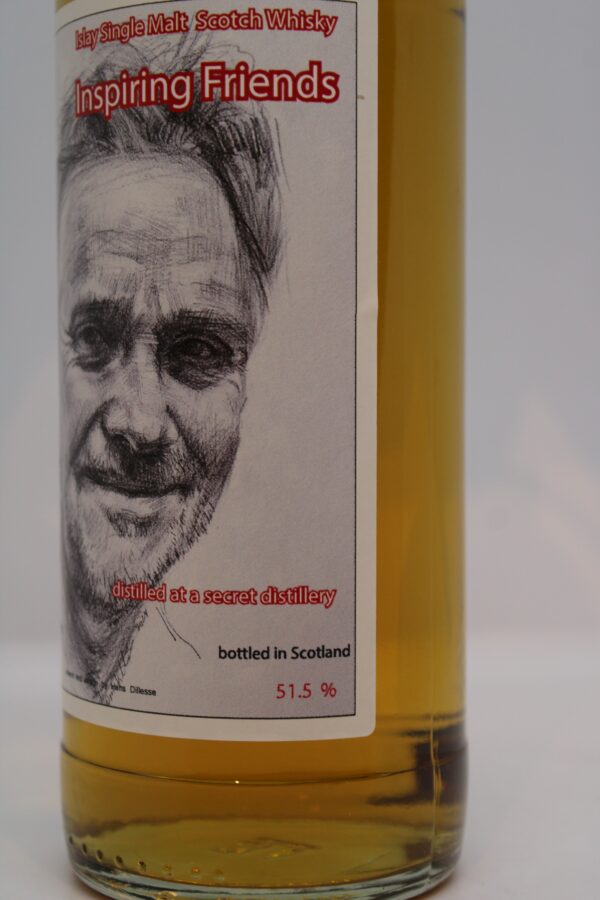 Islay Single Malt Scotch Whisky
Inspiring Friends
distilled at a secret distillery
bottled in Scotland
Dillesse
51.5 %